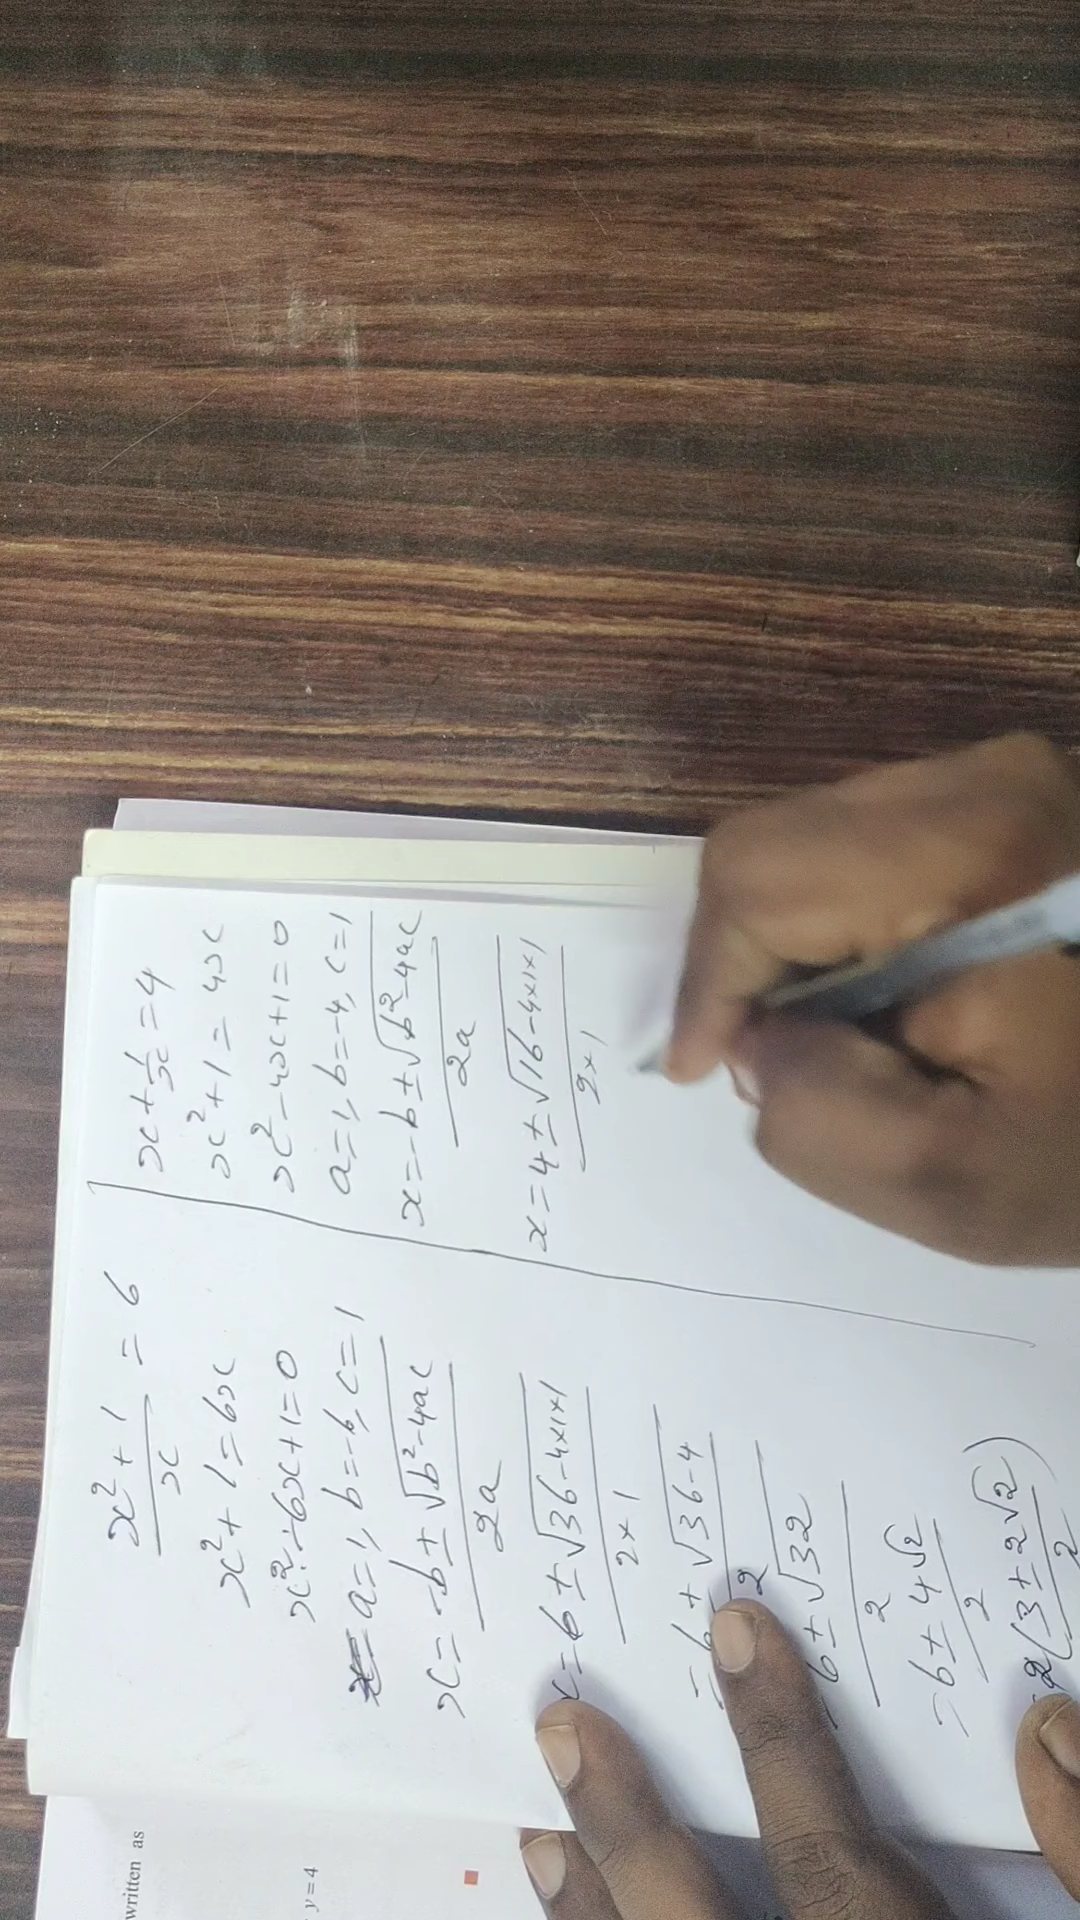 x² + 1 / x = 6
x² + 1 = 6x
x² - 6x + 1 = 0
a = 1, b = -6, c = 1
x = -b ± √b² - 4ac / 2a
x = 6 ± √36 - 4×1×1 / 2×1
= 6 ± √36 - 4 / 2
6 ± √32 / 2
= 6 ± 4√2 / 2
2(3 ± 2√2) / 2
x + 1/x = 4
x² + 1 = 4x
x² - 4x + 1 = 0
a = 1, b = -4, c = 1
x = -b ± √b² - 4ac / 2a
x = 4 ± √16 - 4×1×1 / 2×1
written as
y = 4